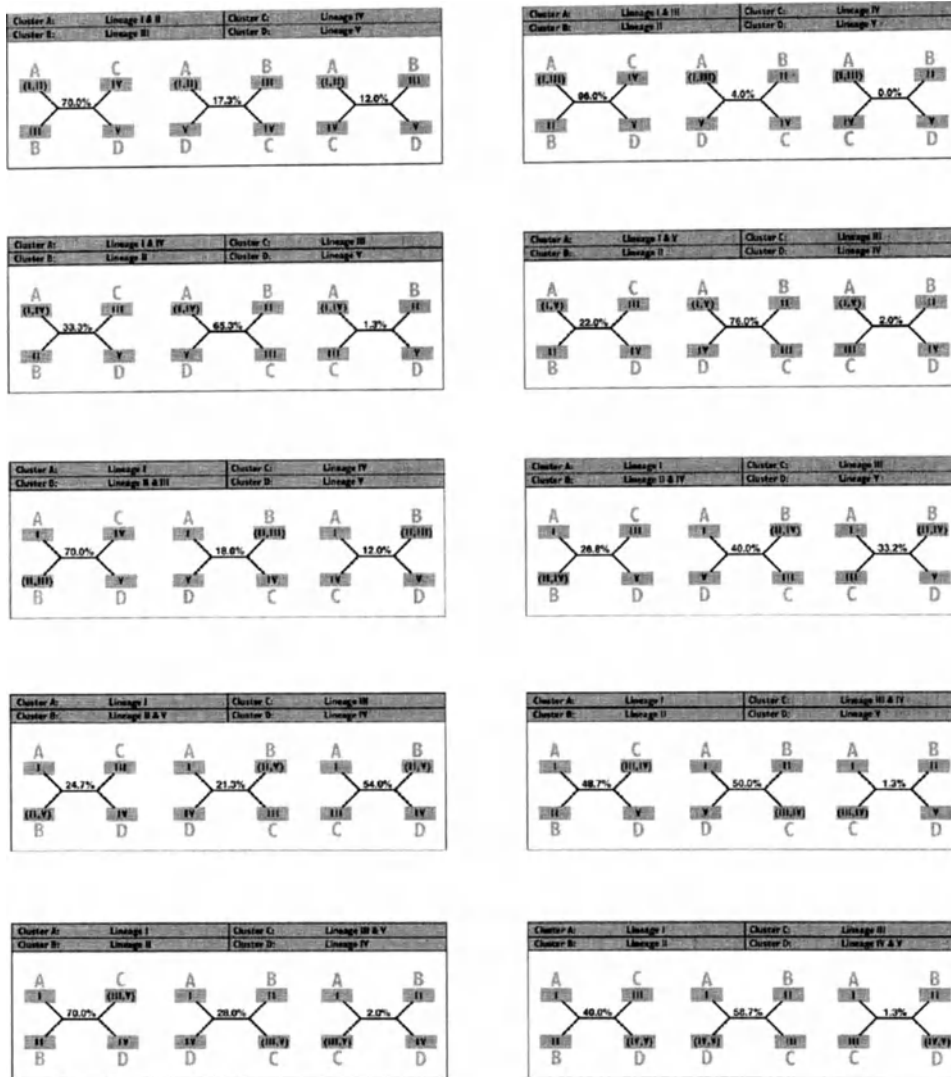 Cluster A: Lineage I & II Cluster C: Lineage IV
Cluster B: Lineage III Cluster D: Lineage V
A C A B A B
(I,II) IV (I,II) III (I,II) III
70.0% 17.3% 12.0%
III V V IV IV V
B D D C C D
Cluster A: Lineage I & III Cluster C: Lineage IV
Cluster B: Lineage II Cluster D: Lineage V
A C A B A B
(I,III) IV (I,III) II (I,III) II
96.0% 4.0% 0.0%
II V V IV IV V
B D D C C D
Cluster A: Lineage I & IV Cluster C: Lineage III
Cluster B: Lineage II Cluster D: Lineage V
A C A B A B
(I,IV) III (I,IV) II (I,IV) II
33.3% 65.3% 1.3%
II V V III III V
B D D C C D
Cluster A: Lineage I & V Cluster C: Lineage III
Cluster B: Lineage II Cluster D: Lineage IV
A C A B A B
(I,V) III (I,V) II (I,V) II
22.0% 76.0% 2.0%
II IV IV III III IV
B D D C C D
Cluster A: Lineage I Cluster C: Lineage IV
Cluster B: Lineage II & III Cluster D: Lineage V
A C A B A B
I IV I (II,III) I (II,III)
70.0% 18.0% 12.0%
(II,III) V V IV IV V
B D D C C D
Cluster A: Lineage I Cluster C: Lineage III
Cluster B: Lineage II & IV Cluster D: Lineage V
A C A B A B
I III I (II,IV) I (II,IV)
26.8% 40.0% 33.2%
(II,IV) V V III III V
B D D C C D
Cluster A: Lineage I Cluster C: Lineage III
Cluster B: Lineage II & V Cluster D: Lineage IV
A C A B A B
I III I (II,V) I (II,V)
24.7% 21.3% 54.0%
(II,V) IV IV III III IV
B D D C C D
Cluster A: Lineage I Cluster C: Lineage III & IV
Cluster B: Lineage II Cluster D: Lineage V
A C A B A B
I (III,IV) I II I II
48.7% 50.0% 1.3%
II V V (III,IV) (III,IV) V
B D D C C D
Cluster A: Lineage I Cluster C: Lineage III & V
Cluster B: Lineage II Cluster D: Lineage IV
A C A B A B
I (III,V) I II I II
70.0% 28.0% 2.0%
II IV IV (III,V) (III,V) IV
B D D C C D
Cluster A: Lineage I Cluster C: Lineage III
Cluster B: Lineage II Cluster D: Lineage IV & V
A C A B A B
I III I II I II
40.0% 58.7% 1.3%
II (IV,V) (IV,V) III III (IV,V)
B D D C C D